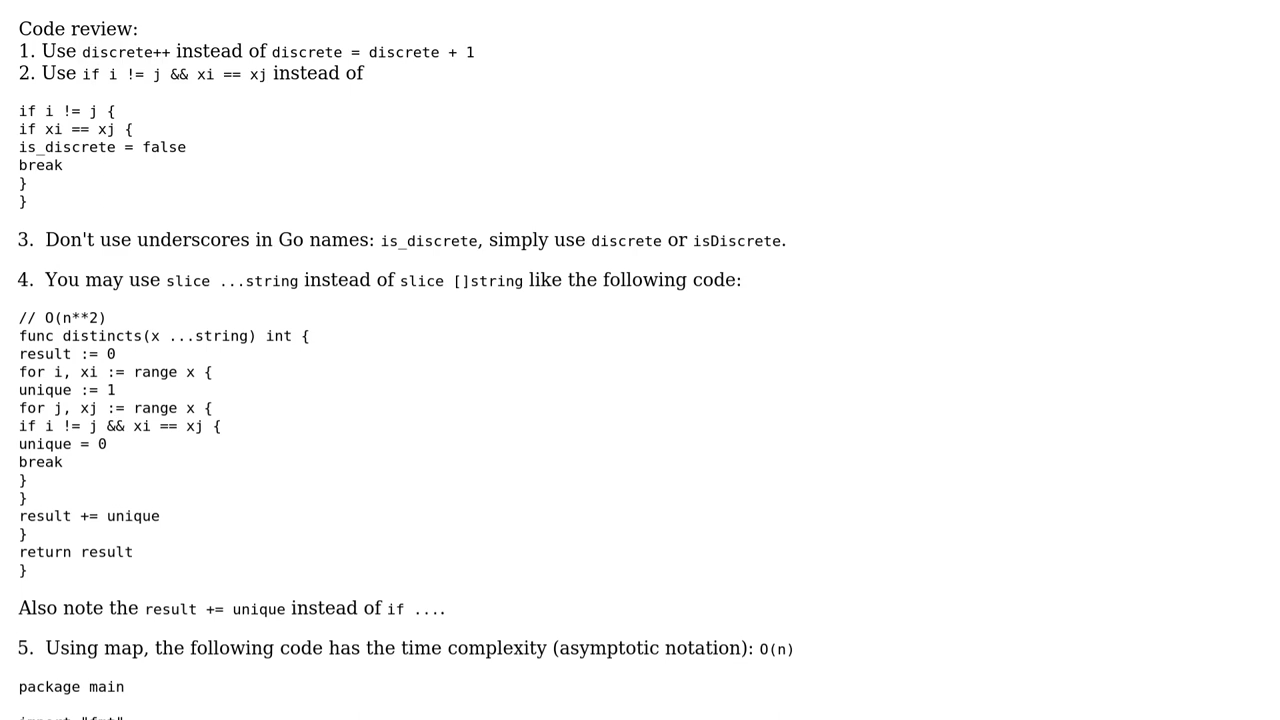 Code review:
1. Use discrete++ instead of discrete = discrete + 1
2. Use if i != j && xi == xj instead of
if i != j {
if xi == xj {
is_discrete = false
break
}
}
3. Don't use underscores in Go names: is_discrete, simply use discrete or isDiscrete.
4. You may use slice ...string instead of slice []string like the following code:
// O(n**2)
func distincts(x ...string) int {
result := 0
for i, xi := range x {
unique := 1
for j, xj := range x {
if i != j && xi == xj {
unique = 0
break
}
}
result += unique
}
return result
}
Also note the result += unique instead of if ....
5. Using map, the following code has the time complexity (asymptotic notation): O(n)
package main
import "fmt"